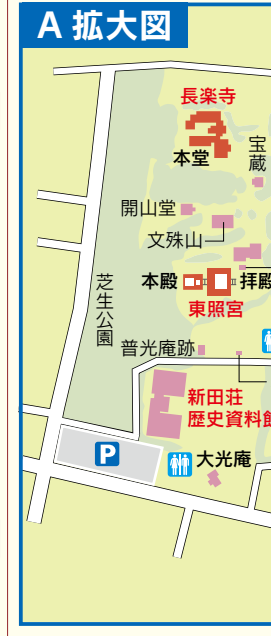 A 拡大図
長楽寺
本堂
宝蔵
開山堂
文殊山
本殿
拝殿
東照宮
芝生公園
普光庵跡
新田荘
歴史資料館
P
大光庵